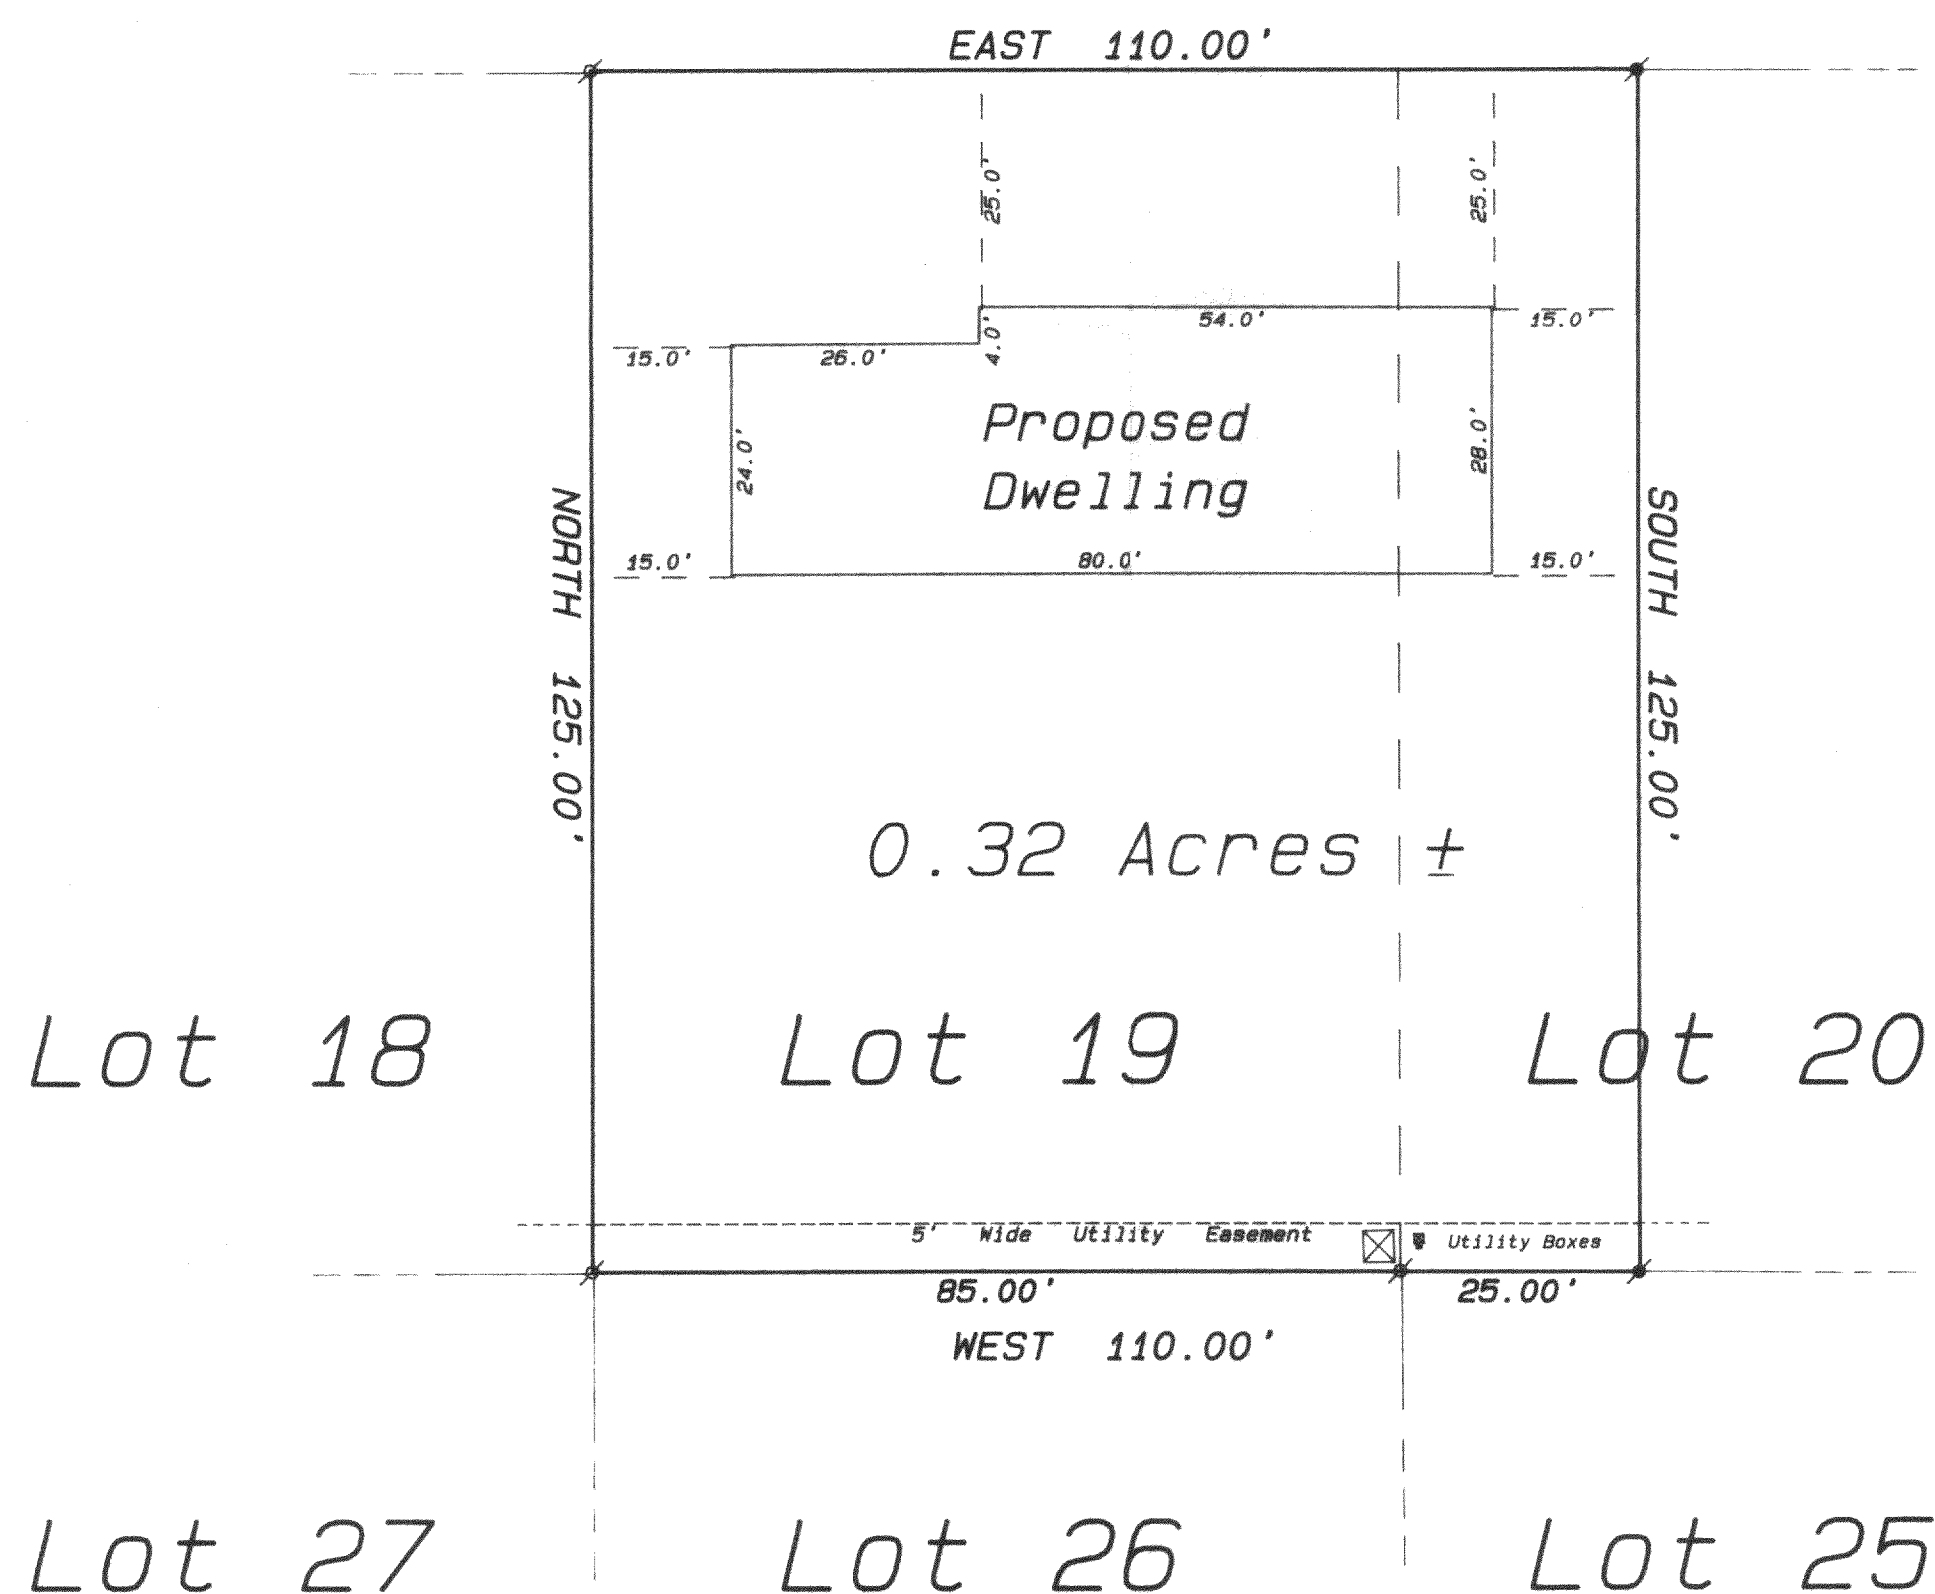 EAST 110.00'
25.0'
25.0'
54.0'
15.0'
4.0'
15.0'
26.0'
Proposed
Dwelling
24.0'
28.0'
15.0'
80.0'
15.0'
NORTH 125.00'
SOUTH 125.00'
0.32 Acres ±
Lot 18
Lot 19
Lot 20
5' Wide Utility Easement
Utility Boxes
85.00'
25.00'
WEST 110.00'
Lot 27
Lot 26
Lot 25